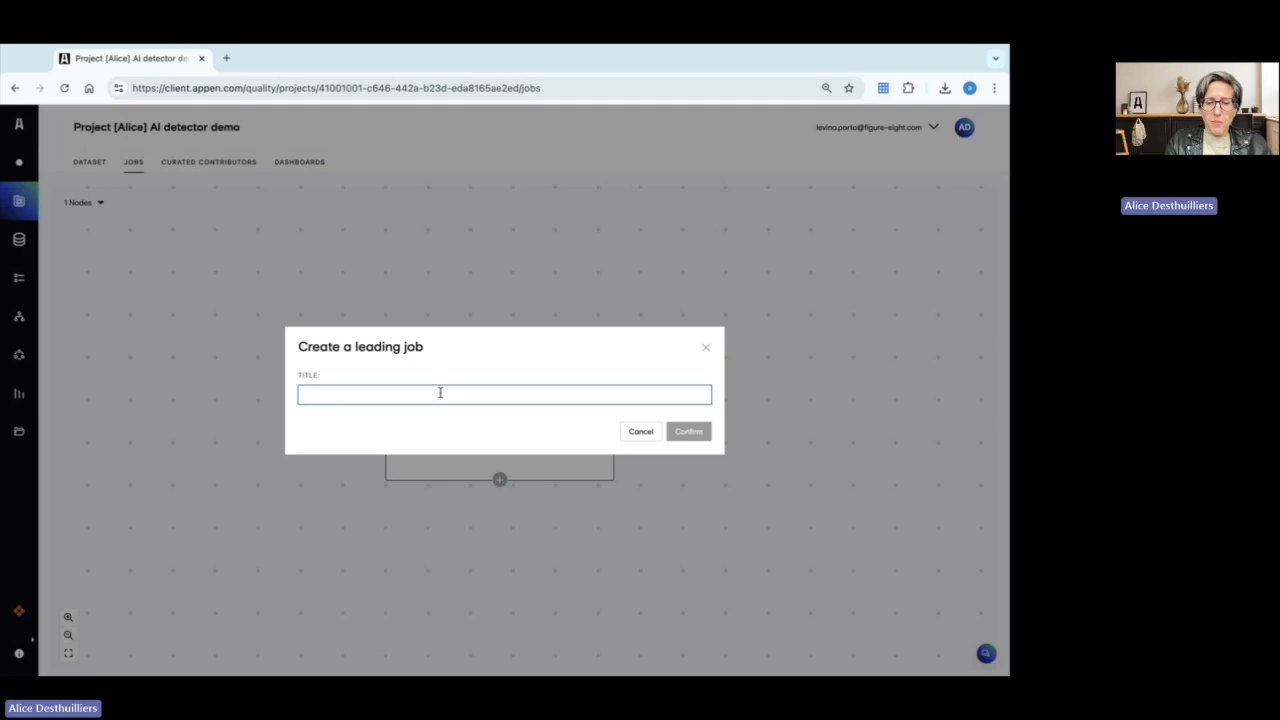 Project [Alice] AI detector de
https://client.appen.com/quality/projects/41001001-c646-442a-b23d-eda8165ae2ed/jobs
a
Project [Alice] AI detector demo
levino.porto@figure-eight.com
AD
DATASET
JOBS
CURATED CONTRIBUTORS
DASHBOARDS
1 Nodes
Create a leading job
TITLE:
Cancel
Confirm
Alice Desthuilliers
Alice Desthuilliers